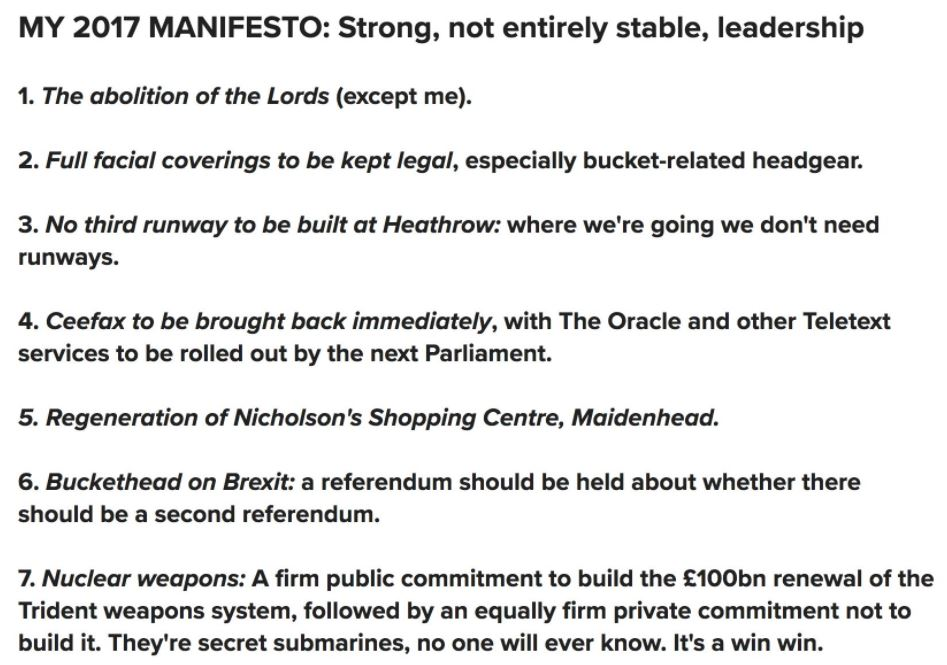 MY 2017 MANIFESTO: Strong, not entirely stable, leadership
1. The abolition of the Lords (except me).
2. Full facial coverings to be kept legal, especially bucket-related headgear.
3. No third runway to be built at Heathrow: where we're going we don't need
runways.
4. Ceefax to be brought back immediately, with The Oracle and other Teletext
services to be rolled out by the next Parliament.
5. Regeneration of Nicholson's Shopping Centre, Maidenhead.
6. Buckethead on Brexit: a referendum should be held about whether there
should be a second referendum.
7. Nuclear weapons: A firm public commitment to build the £100bn renewal of the
Trident weapons system, followed by an equally firm private commitment not to
build it. They're secret submarines, no one will ever know. It's a win win.